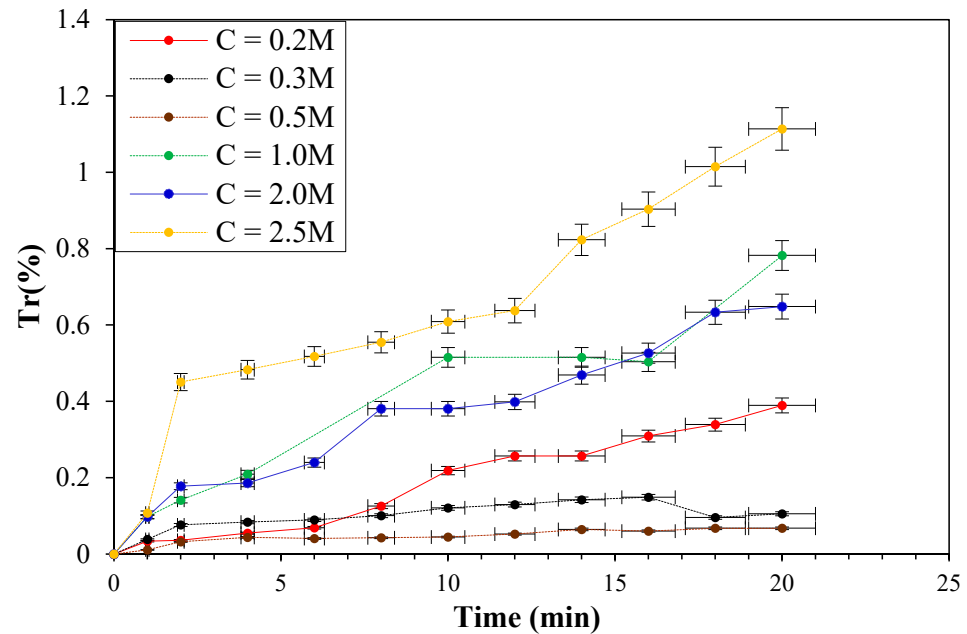 1.4
1.2
1
0.8
0.6
0.4
0.2
0
C = 0.2M
C = 0.3M
C = 0.5M
C = 1.0M
C = 2.0M
C = 2.5M
Tr(%)
0 5 10 15 20 25
Time (min)